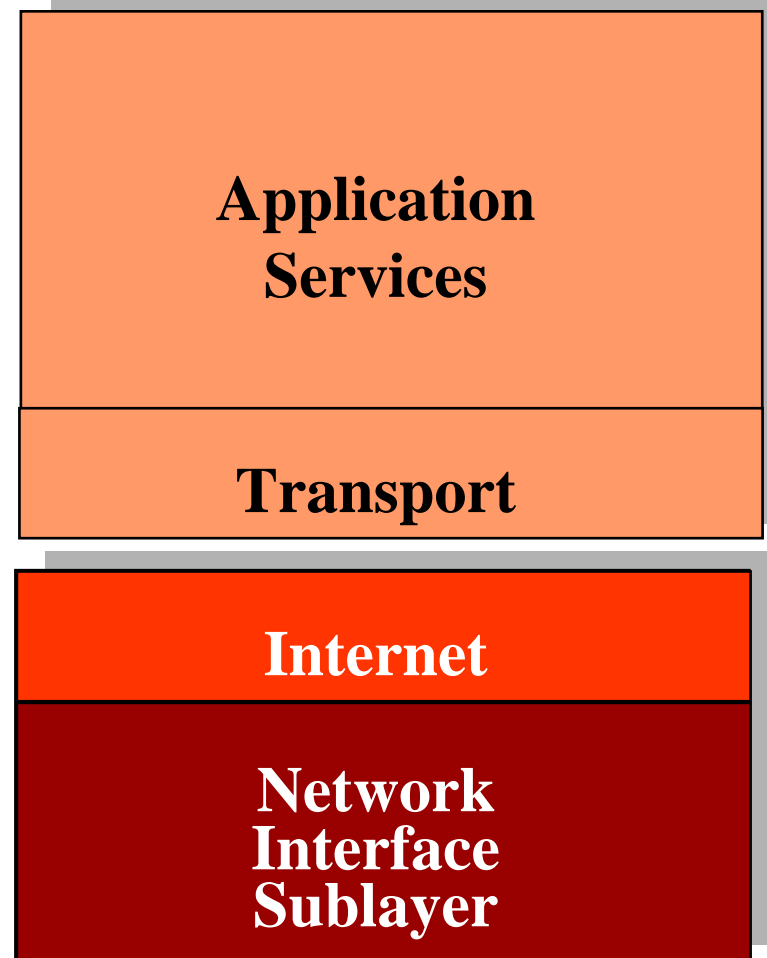 Application
Services
Transport
Internet
Network
Interface
Sublayer